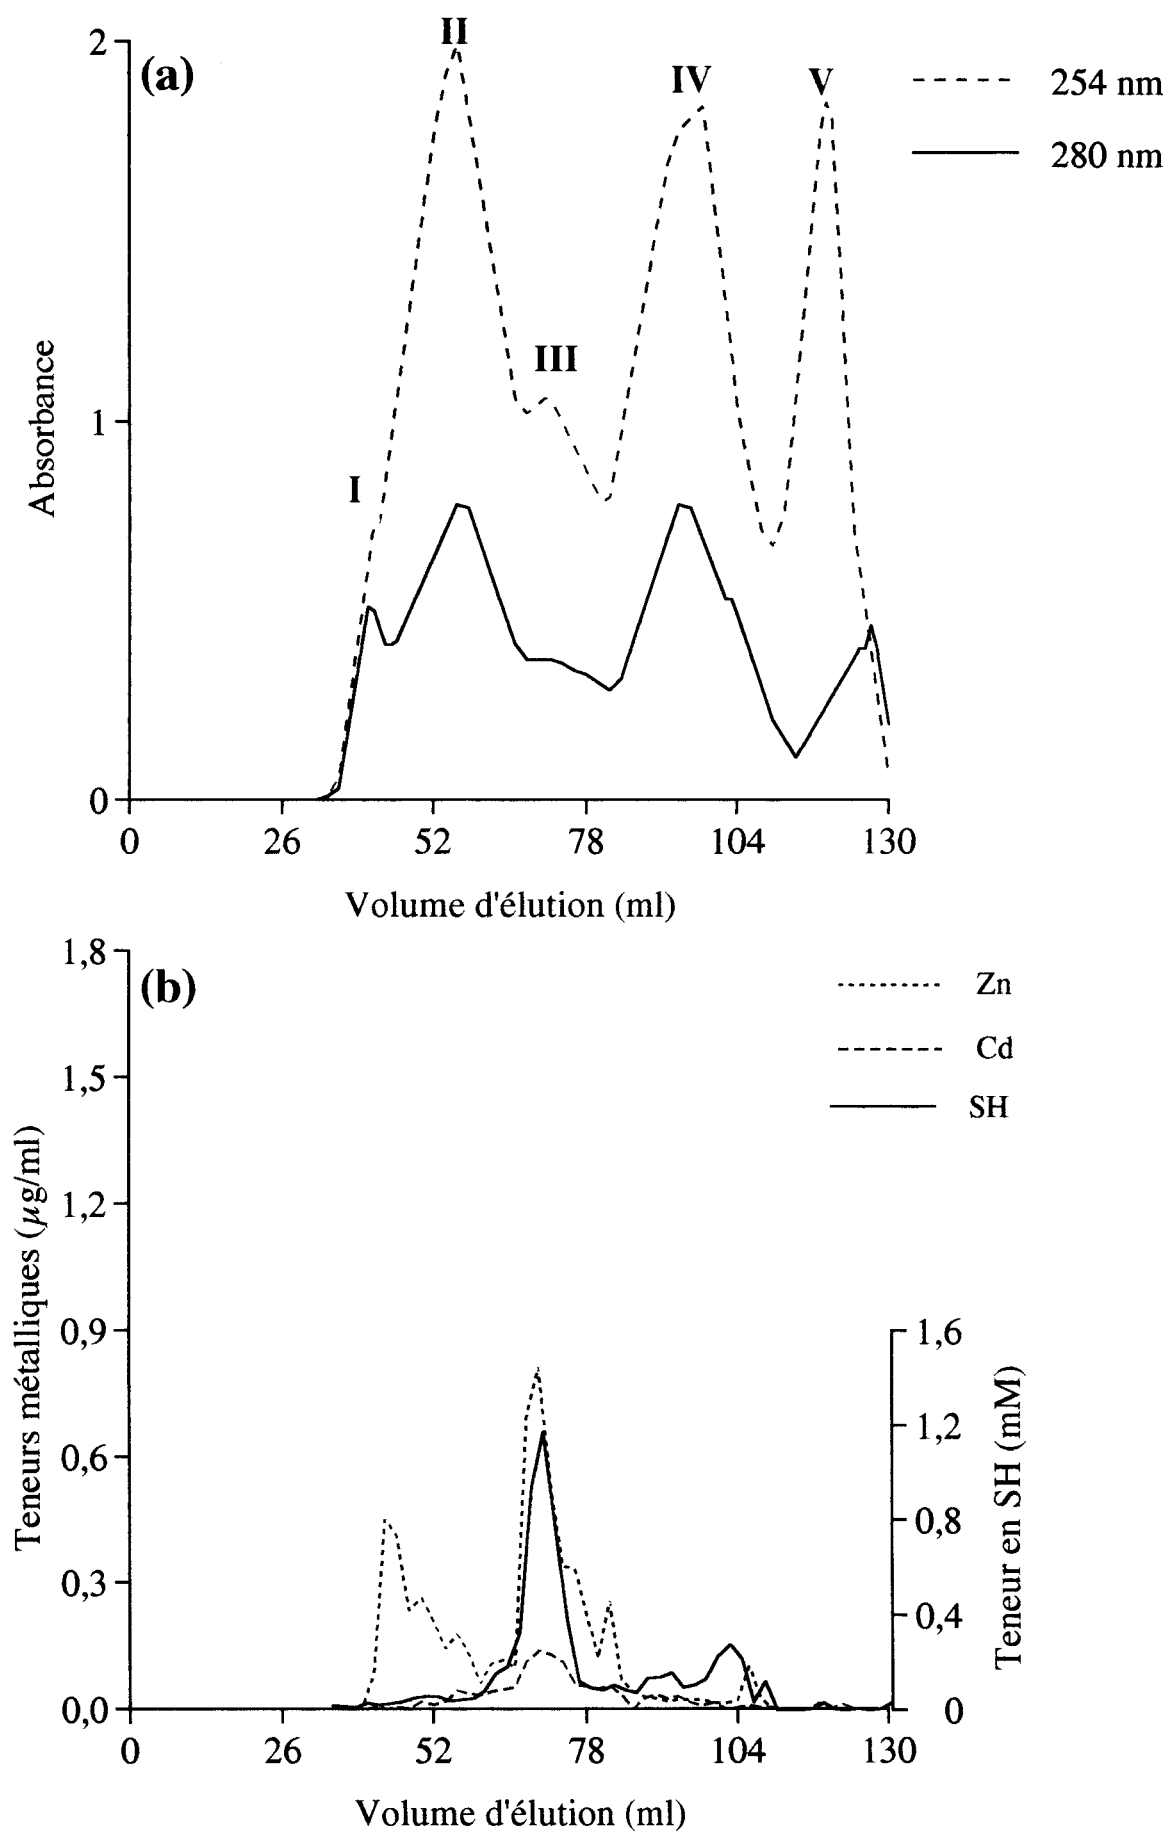 (a)
II
IV
V
254 nm
280 nm
III
I
2
1
0
Absorbance
0 26 52 78 104 130
Volume d'élution (ml)
(b)
Zn
Cd
SH
1,8
1,5
1,2
0,9
0,6
0,3
0,0
Teneurs métalliques (μg/ml)
1,6
1,2
0,8
0,4
0
Teneur en SH (mM)
0 26 52 78 104 130
Volume d'élution (ml)